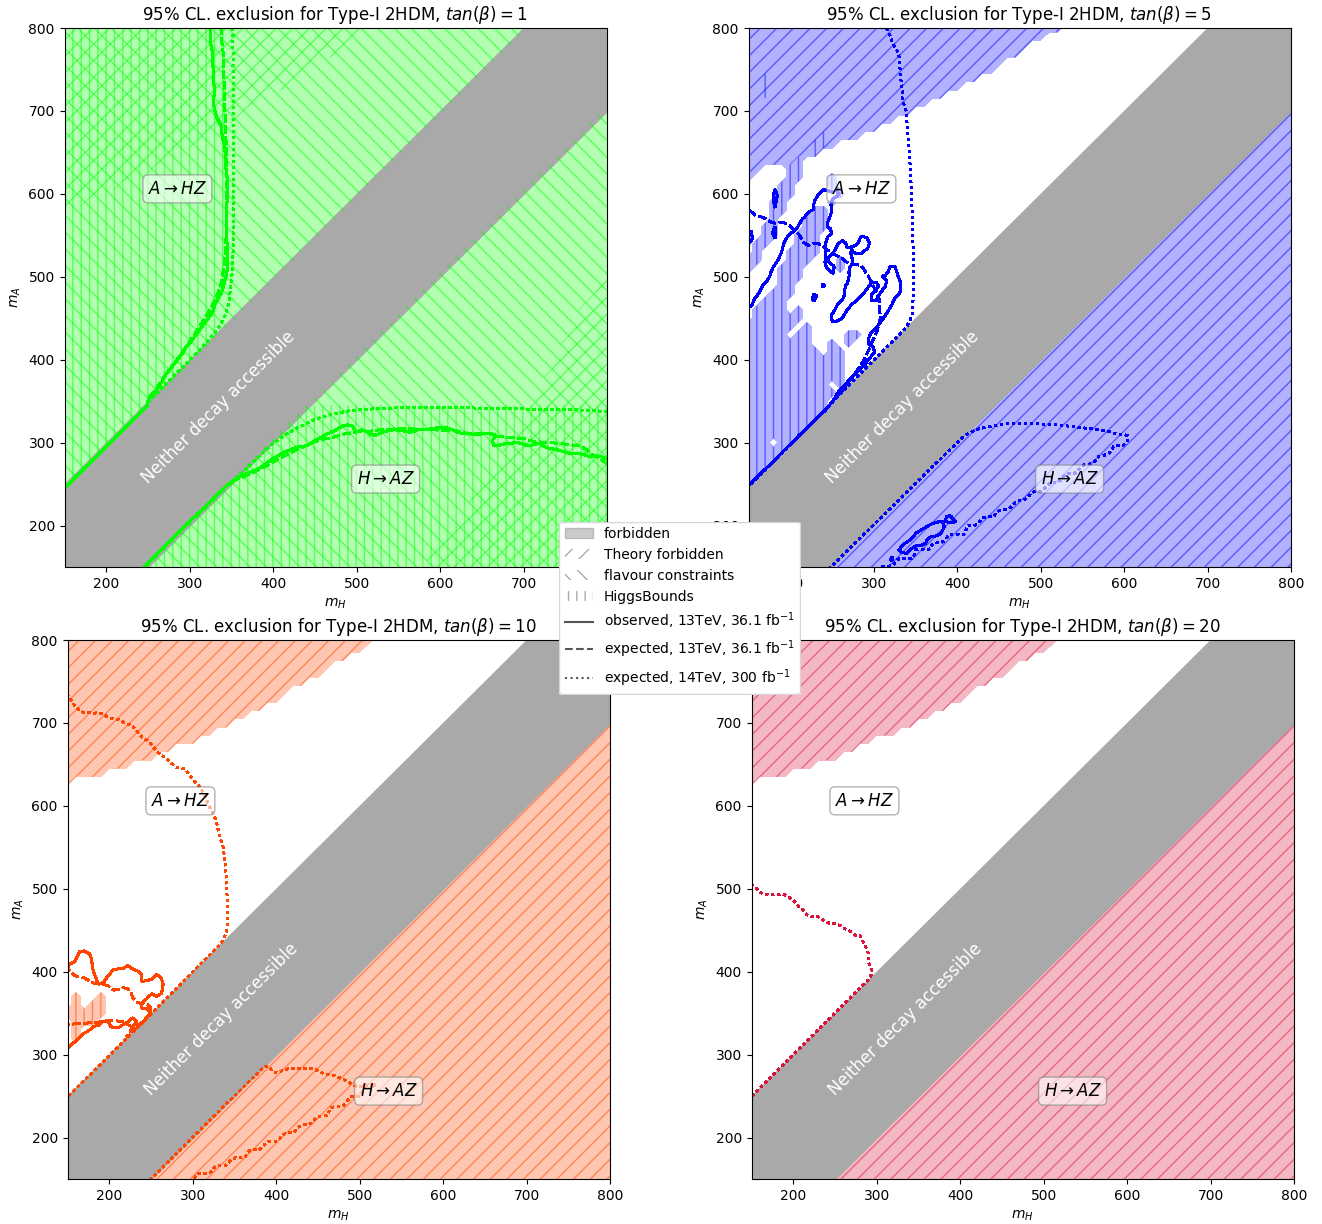 95% CL. exclusion for Type-I 2HDM, tan(β) = 1
800
700
600
500
400
300
200
m_A
A → HZ
Neither decay accessible
H → AZ
200
300
400
500
600
700
m_H
95% CL. exclusion for Type-I 2HDM, tan(β) = 5
800
700
600
500
400
300
m_A
A → HZ
Neither decay accessible
H → AZ
300
400
500
600
700
800
m_H
forbidden
Theory forbidden
flavour constraints
HiggsBounds
observed, 13TeV, 36.1 fb⁻¹
expected, 13TeV, 36.1 fb⁻¹
expected, 14TeV, 300 fb⁻¹
95% CL. exclusion for Type-I 2HDM, tan(β) = 10
800
700
600
500
400
300
200
m_A
A → HZ
Neither decay accessible
H → AZ
200
300
400
500
600
700
800
m_H
95% CL. exclusion for Type-I 2HDM, tan(β) = 20
700
600
500
400
300
200
m_A
A → HZ
Neither decay accessible
H → AZ
200
300
400
500
600
700
800
m_H